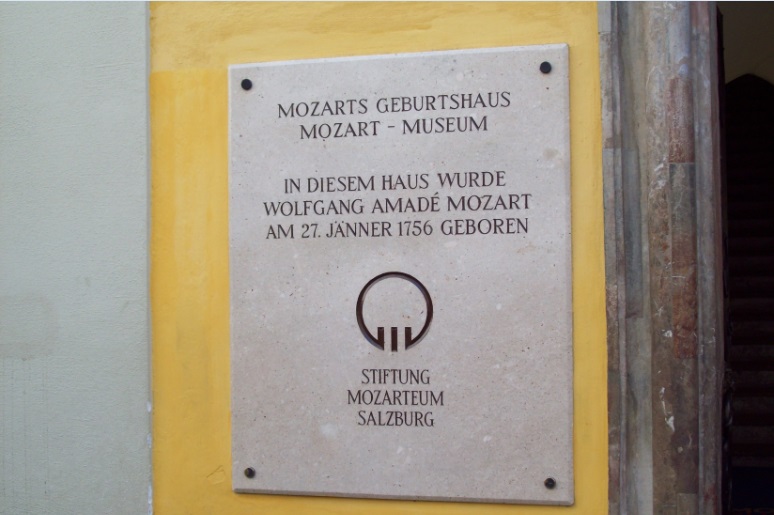 MOZARTS GEBURTSHAUS
MOZART - MUSEUM
IN DIESEM HAUS WURDE
WOLFGANG AMADÉ MOZART
AM 27. JÄNNER 1756 GEBOREN
STIFTUNG
MOZARTEUM
SALZBURG